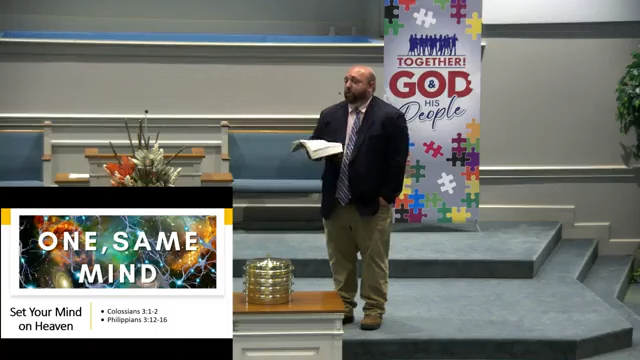 TOGETHER!
GOD
&
HIS
People
ONE, SAME
MIND
Set Your Mind
on Heaven
• Colossians 3:1-2
• Philippians 3:12-16